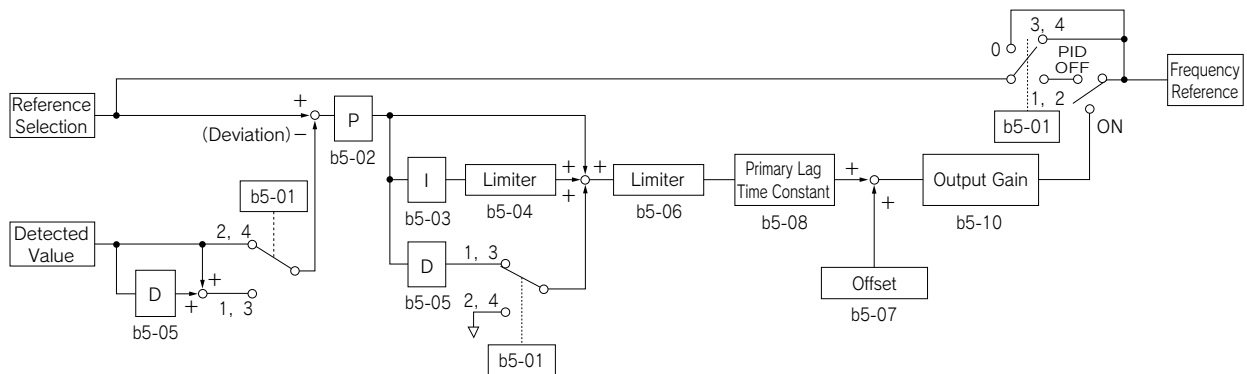 0
3, 4
PID
OFF
1, 2
b5-01
ON
Frequency
Reference
Reference
Selection
+
(Deviation)
−
P
b5-02
I
b5-03
Limiter
b5-04
+
+
+
Limiter
b5-06
Primary Lag
Time Constant
b5-08
+
+
Output Gain
b5-10
Offset
b5-07
b5-01
Detected
Value
2, 4
D
b5-05
+
+
1, 3
D
b5-05
1, 3
2, 4
b5-01